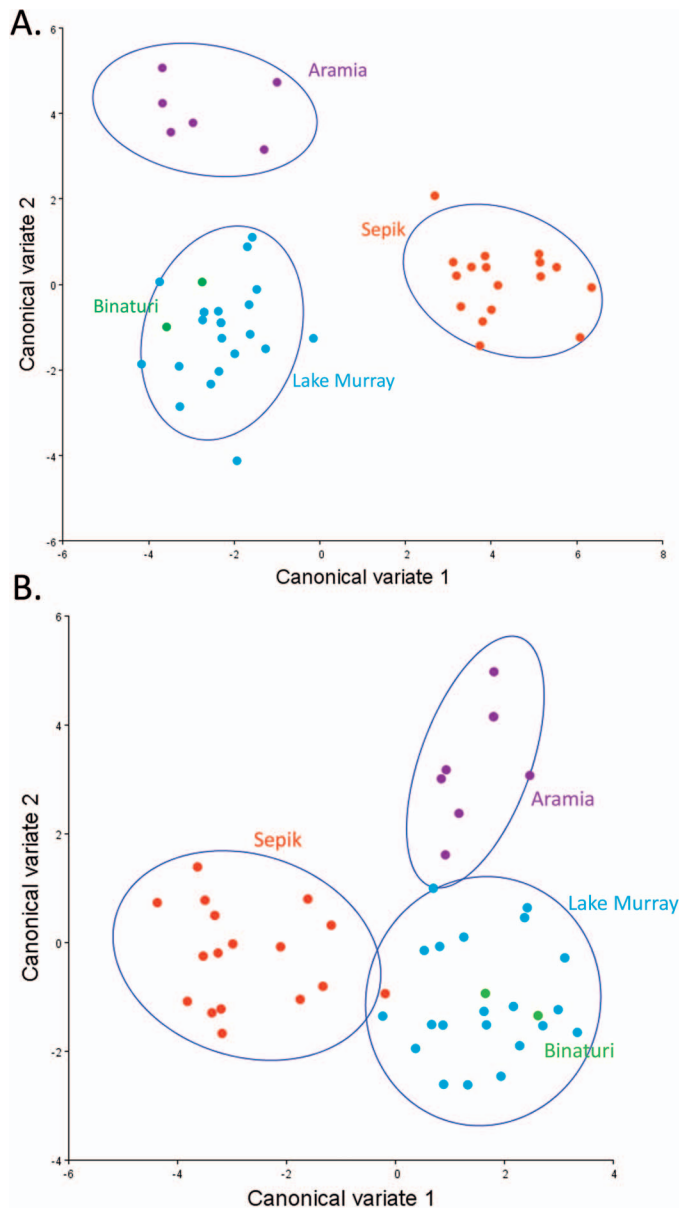 A.
6
Aramia
4
2
Sepik
Canonical variate 2
0
Binaturi
-2
Lake Murray
-4
-6
-6 -4 -2 0 2 4 6 8
Canonical variate 1
B.
6
4
Aramia
Canonical variate 2
2
Sepik
Lake Murray
0
-2
Binaturi
-4
-6 -4 -2 0 2 4
Canonical variate 1